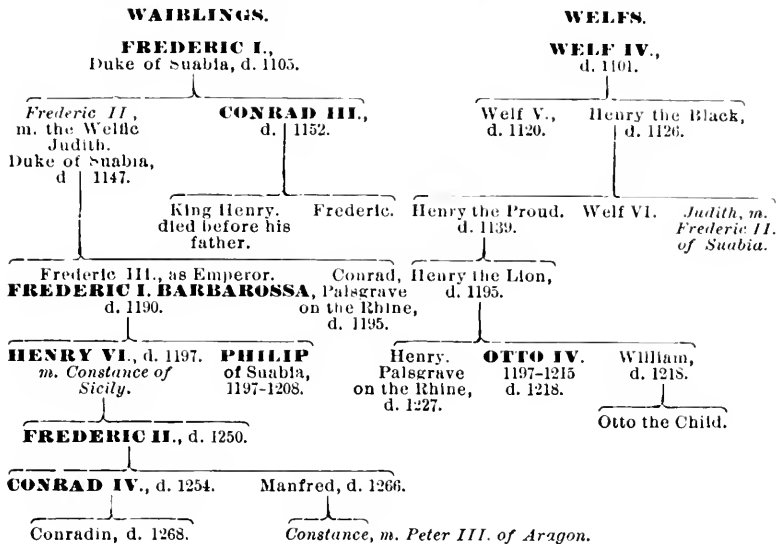 WAIBLINGS.
FREDERIC I.,
Duke of Suabia, d. 1105.
Frederic II,
m. the Welfic
Judith.
Duke of Suabia,
d 1147.
CONRAD III.,
d. 1152.
King Henry.
died before his
father.
Frederic.
Frederic III., as Emperor.
FREDERIC I. BARBAROSSA,
d. 1190.
Conrad,
Palsgrave
on the Rhine,
d. 1195.
HENRY VI., d. 1197.
m. Constance of
Sicily.
PHILIP
of Suabia,
1197-1208.
FREDERIC II., d. 1250.
CONRAD IV., d. 1254.
Manfred, d. 1266.
Conradin, d. 1268.
Constance, m. Peter III. of Aragon.
WELFS.
WELF IV.,
d. 1101.
Welf V.,
d. 1120.
Henry the Black,
d. 1126.
Henry the Proud.
d. 1139.
Welf VI.
Judith, m.
Frederic II.
of Suabia.
Henry the Lion,
d. 1195.
Henry.
Palsgrave
on the Rhine,
d. 1227.
OTTO IV.
1197-1215
d. 1218.
William,
d. 1218.
Otto the Child.